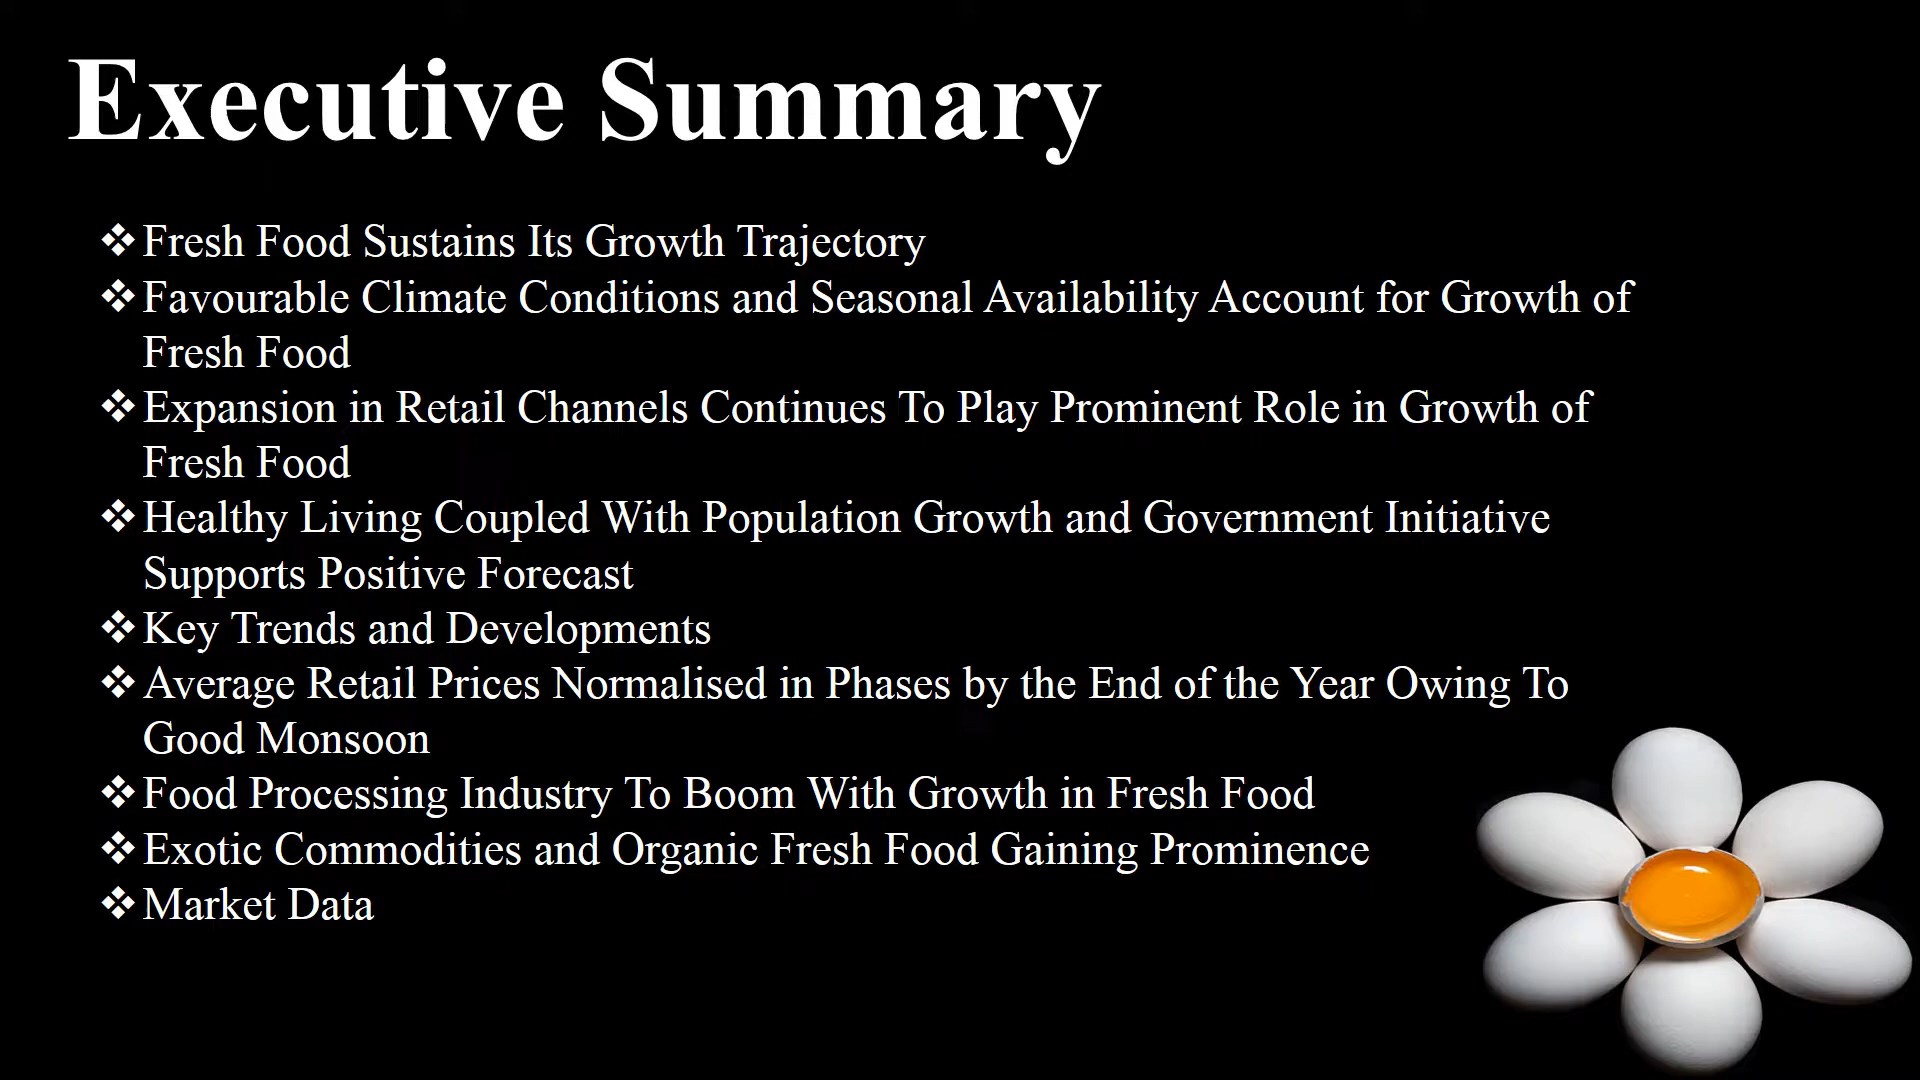 Executive Summary
❖Fresh Food Sustains Its Growth Trajectory
❖Favourable Climate Conditions and Seasonal Availability Account for Growth of
Fresh Food
❖Expansion in Retail Channels Continues To Play Prominent Role in Growth of
Fresh Food
❖Healthy Living Coupled With Population Growth and Government Initiative
Supports Positive Forecast
❖Key Trends and Developments
❖Average Retail Prices Normalised in Phases by the End of the Year Owing To
Good Monsoon
❖Food Processing Industry To Boom With Growth in Fresh Food
❖Exotic Commodities and Organic Fresh Food Gaining Prominence
❖Market Data